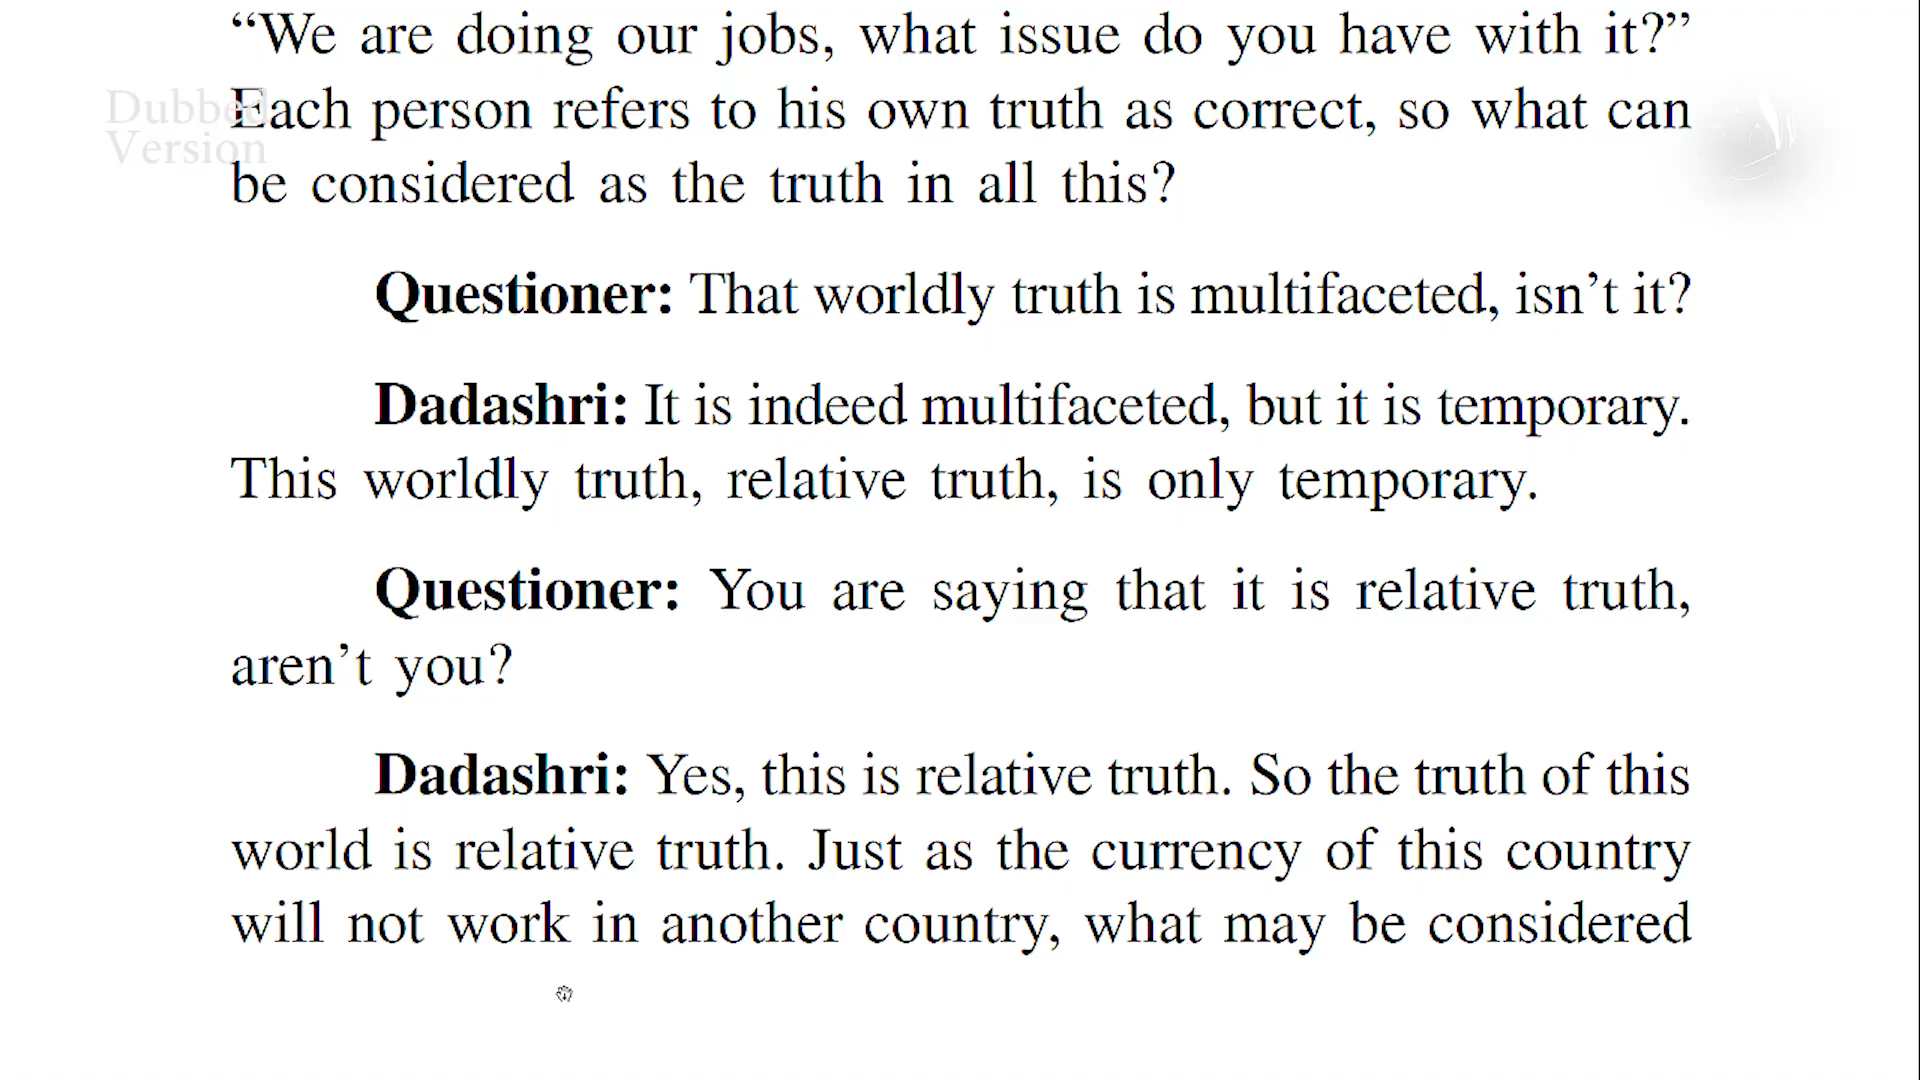 “We are doing our jobs, what issue do you have with it?”
Dubbed
Each person refers to his own truth as correct, so what can
Version
be considered as the truth in all this?
Questioner: That worldly truth is multifaceted, isn’t it?
Dadashri: It is indeed multifaceted, but it is temporary.
This worldly truth, relative truth, is only temporary.
Questioner: You are saying that it is relative truth,
aren’t you?
Dadashri: Yes, this is relative truth. So the truth of this
world is relative truth. Just as the currency of this country
will not work in another country, what may be considered